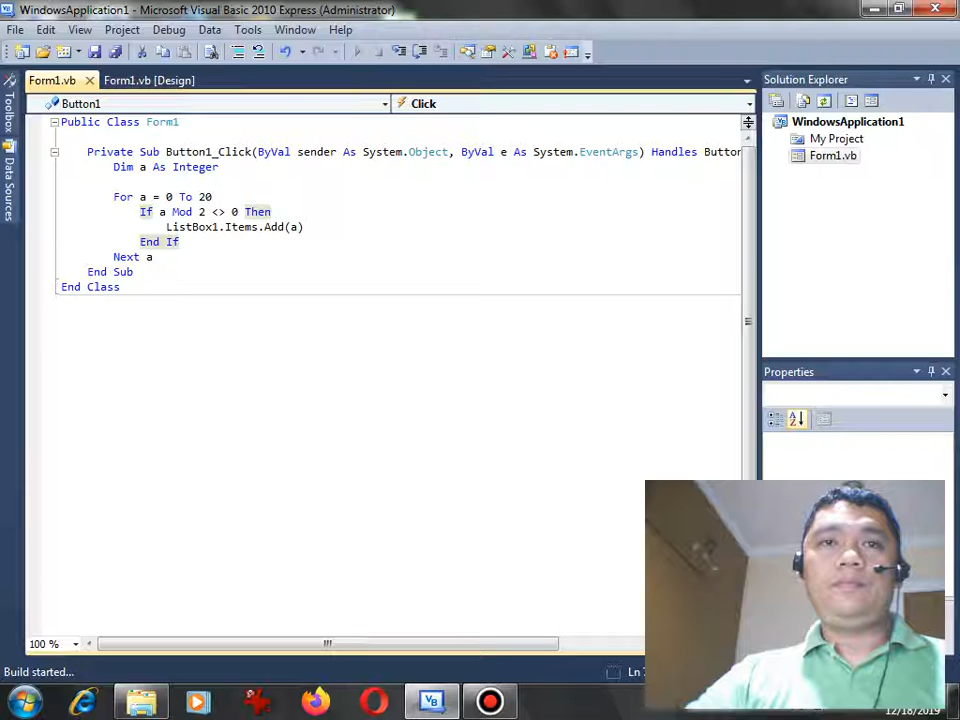 WindowsApplication1 - Microsoft Visual Basic 2010 Express (Administrator)
File Edit View Project Debug Data Tools Window Help
Form1.vb Form1.vb [Design]
Toolbox
Data Sources
Button1 Click
Public Class Form1
Private Sub Button1_Click(ByVal sender As System.Object, ByVal e As System.EventArgs) Handles Button
Dim a As Integer
For a = 0 To 20
If a Mod 2 <> 0 Then
ListBox1.Items.Add(a)
End If
Next a
End Sub
End Class
Solution Explorer
WindowsApplication1
My Project
Form1.vb
Properties
100 %
Build started...
Ln
12/18/2019